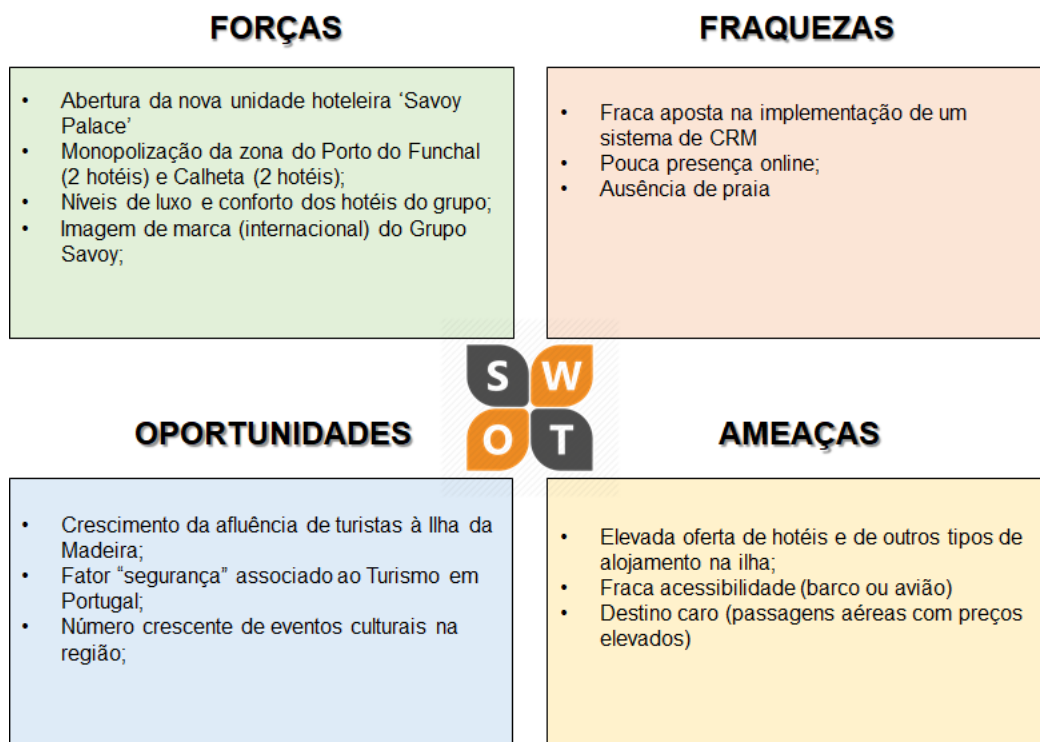 FORÇAS
• Abertura da nova unidade hoteleira ‘Savoy
Palace’
• Monopolização da zona do Porto do Funchal
(2 hotéis) e Calheta (2 hotéis);
• Níveis de luxo e conforto dos hotéis do grupo;
• Imagem de marca (internacional) do Grupo
Savoy;
FRAQUEZAS
• Fraca aposta na implementação de um
sistema de CRM
• Pouca presença online;
• Ausência de praia
S W
O T
OPORTUNIDADES
• Crescimento da afluência de turistas à Ilha da
Madeira;
• Fator “segurança” associado ao Turismo em
Portugal;
• Número crescente de eventos culturais na
região;
AMEAÇAS
• Elevada oferta de hotéis e de outros tipos de
alojamento na ilha;
• Fraca acessibilidade (barco ou avião)
• Destino caro (passagens aéreas com preços
elevados)